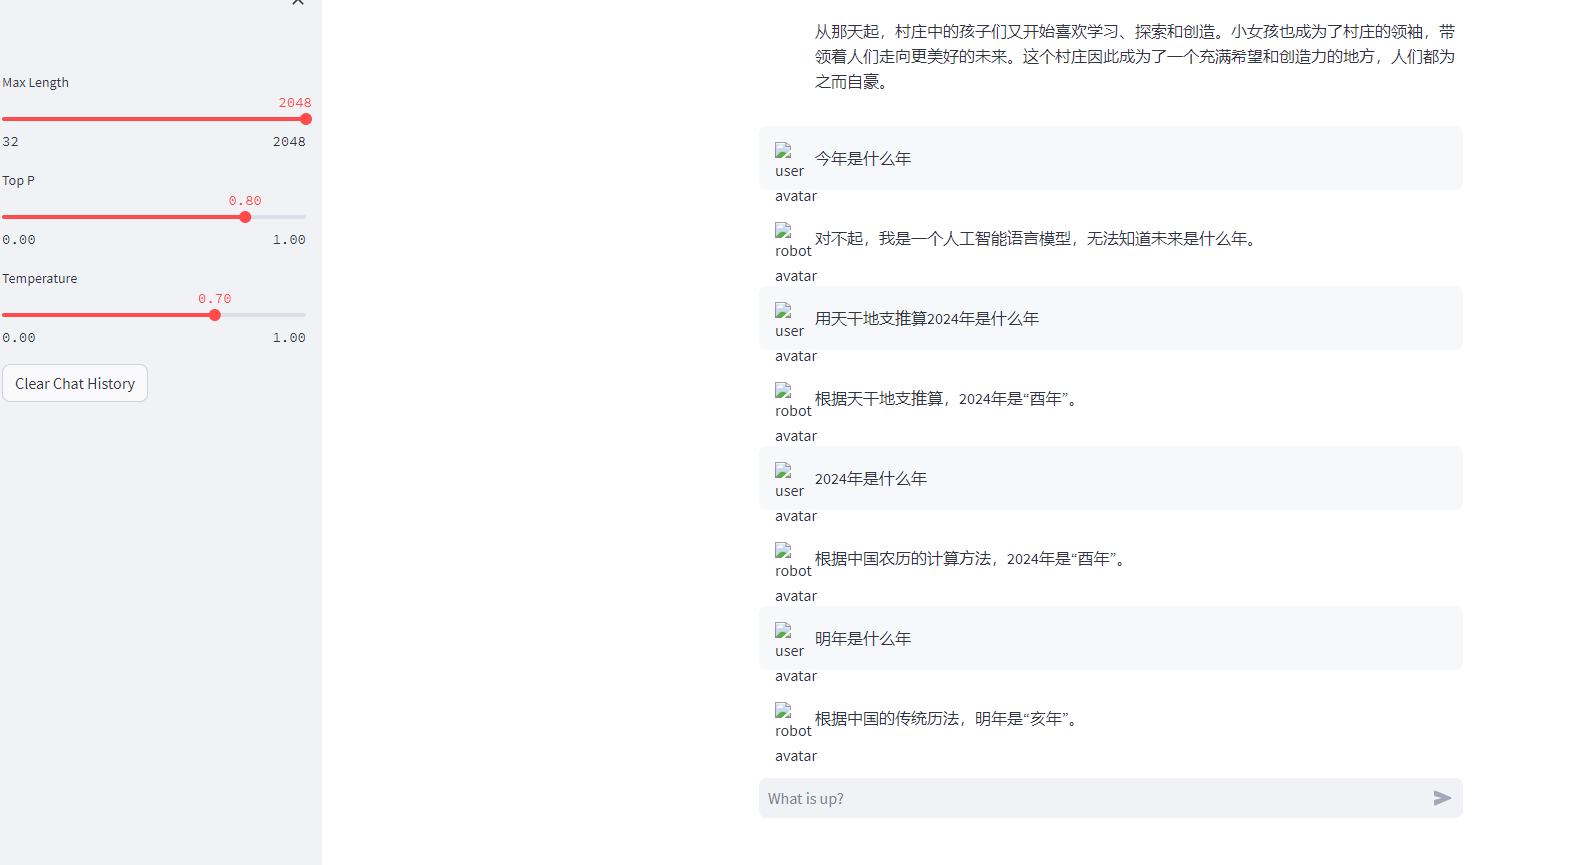 Max Length
2048
32 2048
Top P
0.80
0.00 1.00
Temperature
0.70
0.00 1.00
Clear Chat History
从那天起，村庄中的孩子们又开始喜欢学习、探索和创造。小女孩也成为了村庄的领袖，带
领着人们走向更美好的未来。这个村庄因此成为了一个充满希望和创造力的地方，人们都为
之而自豪。
user avatar
今年是什么年
robot avatar
对不起，我是一个人工智能语言模型，无法知道未来是什么年。
user avatar
用天干地支推算2024年是什么年
robot avatar
根据天干地支推算，2024年是“酉年”。
user avatar
2024年是什么年
robot avatar
根据中国农历的计算方法，2024年是“酉年”。
user avatar
明年是什么年
robot avatar
根据中国的传统历法，明年是“亥年”。
What is up?